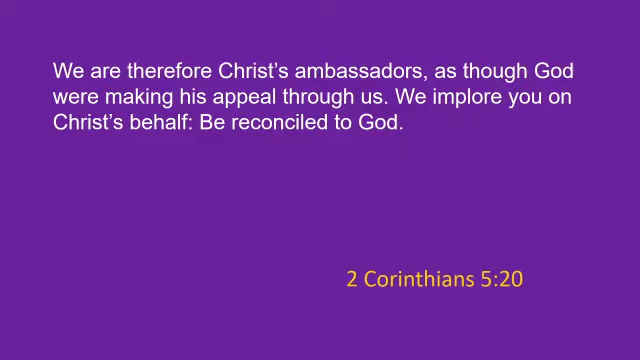 We are therefore Christ’s ambassadors, as though God
were making his appeal through us. We implore you on
Christ’s behalf: Be reconciled to God.
2 Corinthians 5:20